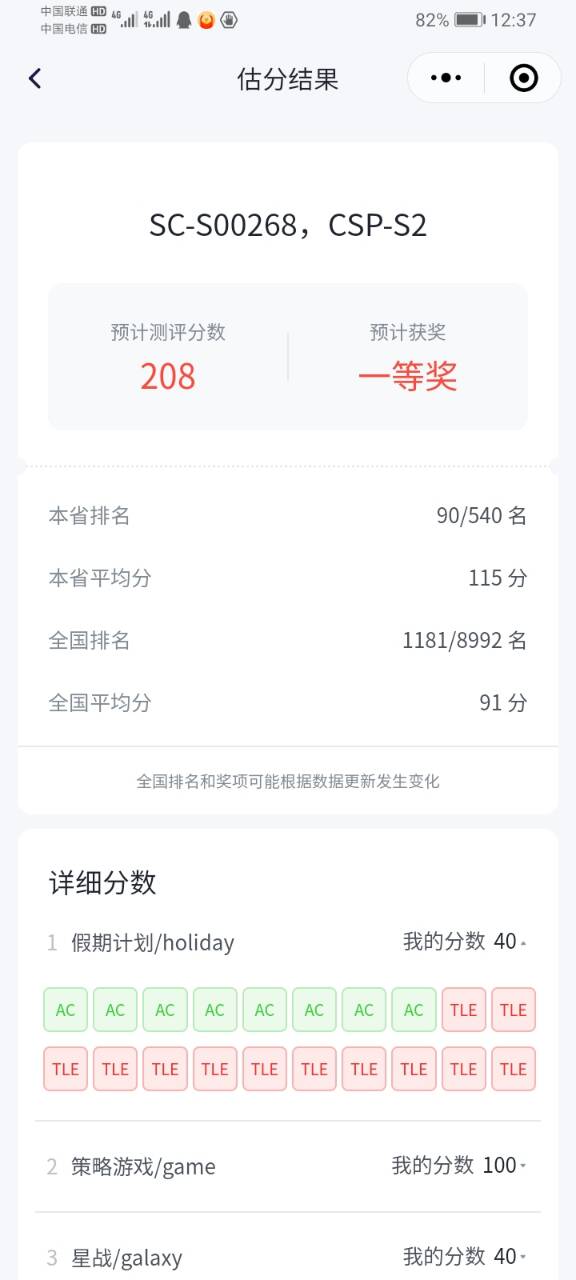 中国联通 HD 4G 4G 82% 12:37
中国电信 HD
估分结果
SC-S00268，CSP-S2
预计测评分数 预计获奖
208 一等奖
本省排名 90/540 名
本省平均分 115 分
全国排名 1181/8992 名
全国平均分 91 分
全国排名和奖项可能根据数据更新发生变化
详细分数
1 假期计划/holiday 我的分数 40
AC AC AC AC AC AC AC AC TLE TLE
TLE TLE TLE TLE TLE TLE TLE TLE TLE TLE
2 策略游戏/game 我的分数 100
3 星战/galaxy 我的分数 40